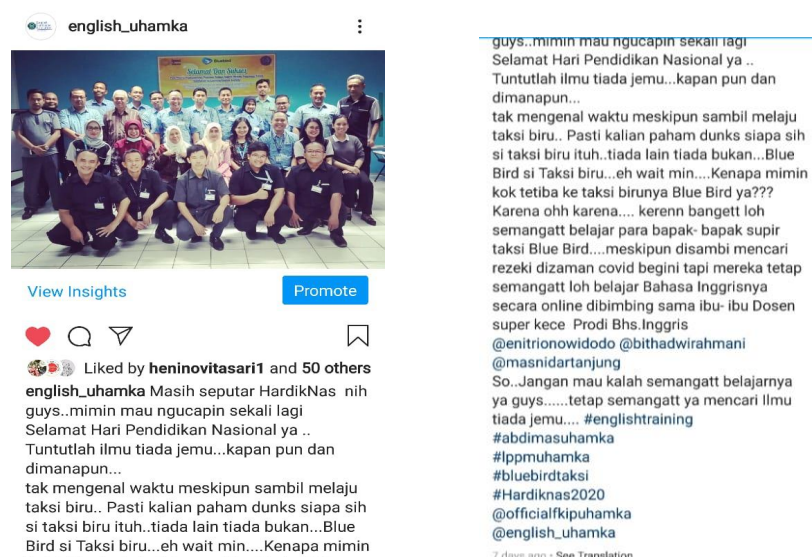 english_uhamka
Selamat Dan Sukses
View Insights
Promote
Liked by heninovitasari1 and 50 others
english_uhamka Masih seputar HardikNas nih
guys..mimin mau ngucapin sekali lagi
Selamat Hari Pendidikan Nasional ya ..
Tuntutlah ilmu tiada jemu...kapan pun dan
dimanapun...
tak mengenal waktu meskipun sambil melaju
taksi biru.. Pasti kalian paham dunks siapa sih
si taksi biru ituh..tiada lain tiada bukan...Blue
Bird si Taksi biru...eh wait min....Kenapa mimin
guys..mimin mau ngucapin sekali lagi
Selamat Hari Pendidikan Nasional ya ..
Tuntutlah ilmu tiada jemu...kapan pun dan
dimanapun...
tak mengenal waktu meskipun sambil melaju
taksi biru.. Pasti kalian paham dunks siapa sih
si taksi biru ituh..tiada lain tiada bukan...Blue
Bird si Taksi biru...eh wait min....Kenapa mimin
kok tetiba ke taksi birunya Blue Bird ya???
Karena ohh karena.... kerenn bangett loh
semangatt belajar para bapak- bapak supir
taksi Blue Bird....meskipun disambi mencari
rezeki dizaman covid begini tapi mereka tetap
semangatt loh belajar Bahasa Inggrisnya
secara online dibimbing sama ibu- ibu Dosen
super kece Prodi Bhs.Inggris
@enitrionowidodo @bithadwirahmani
@masnidartanjung
So..Jangan mau kalah semangatt belajarnya
ya guys......tetap semangatt ya mencari Ilmu
tiada jemu.... #englishtraining
#abdimasuhamka
#lppmuhamka
#bluebirdtaksi
#Hardiknas2020
@officialfkipuhamka
@english_uhamka
7 days ago · See Translation